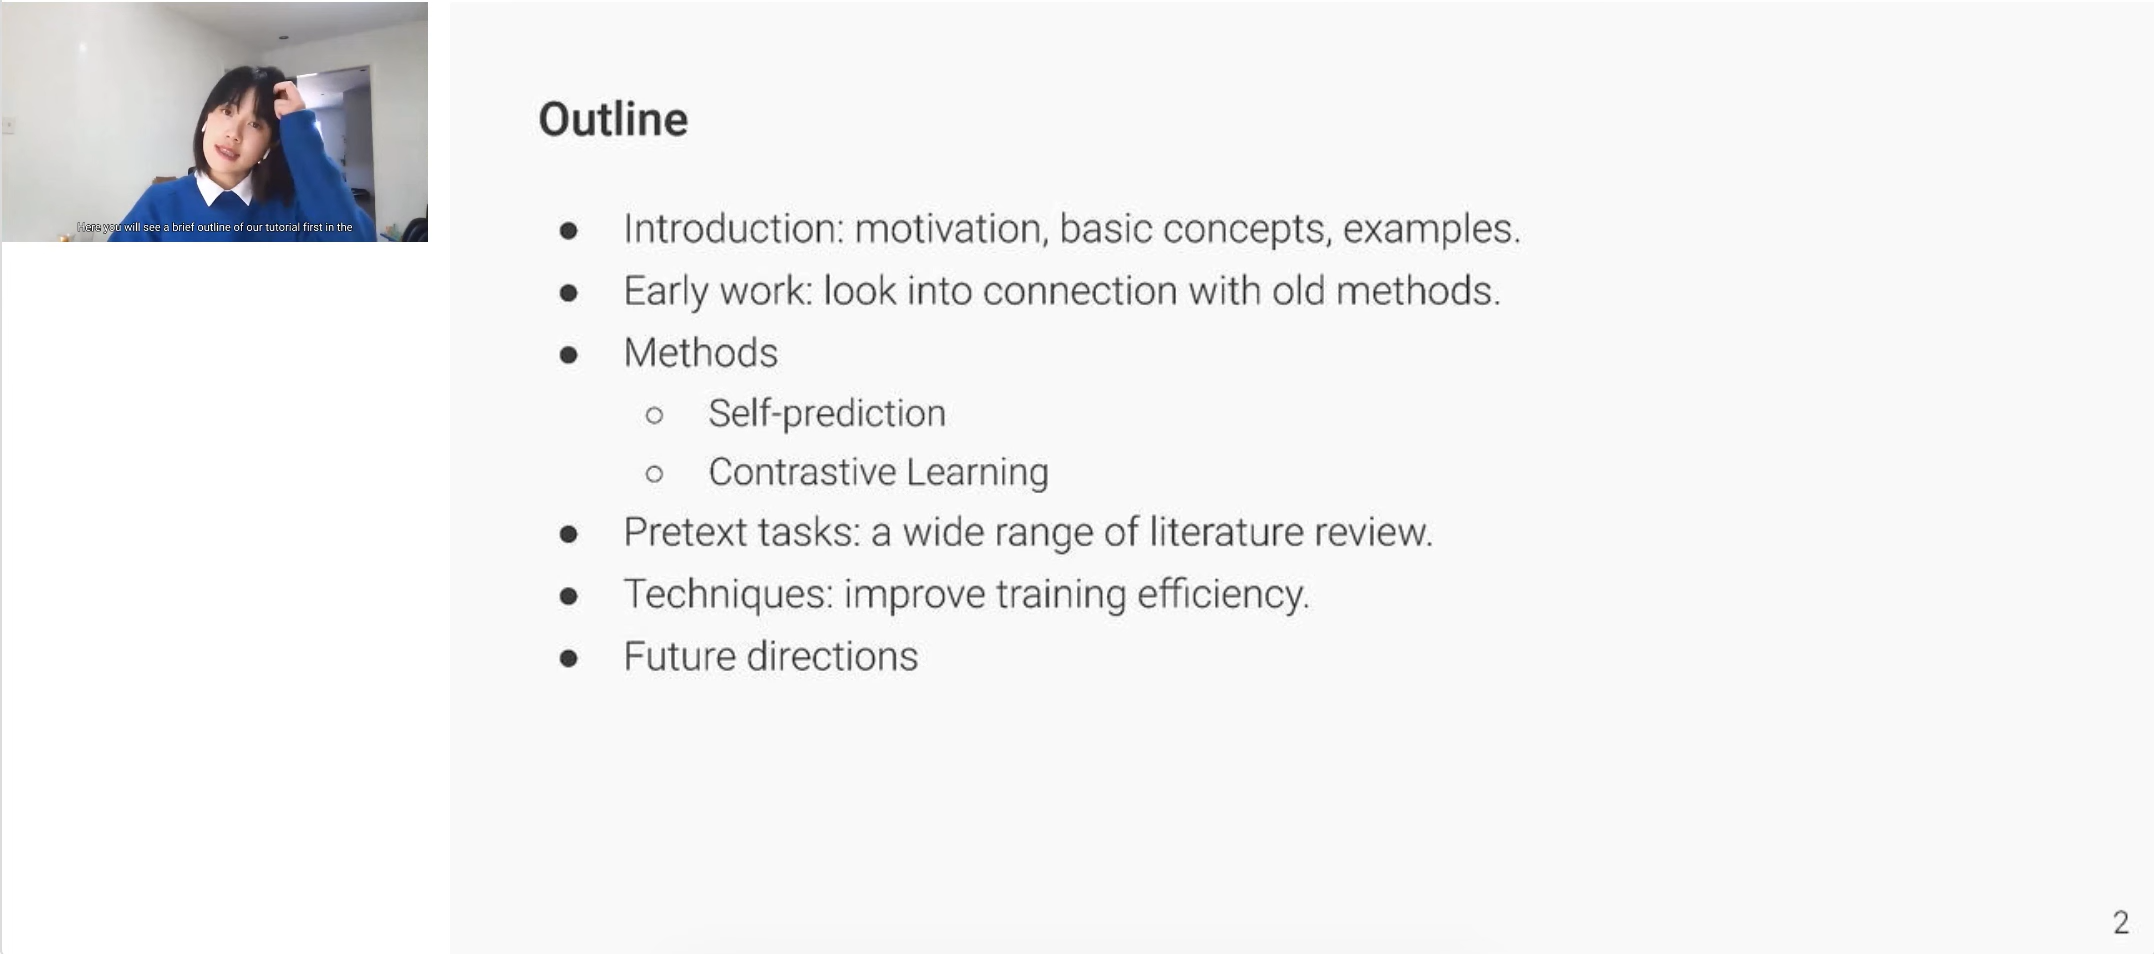 Here you will see a brief outline of our tutorial first in the
Outline
● Introduction: motivation, basic concepts, examples.
● Early work: look into connection with old methods.
● Methods
○ Self-prediction
○ Contrastive Learning
● Pretext tasks: a wide range of literature review.
● Techniques: improve training efficiency.
● Future directions
2